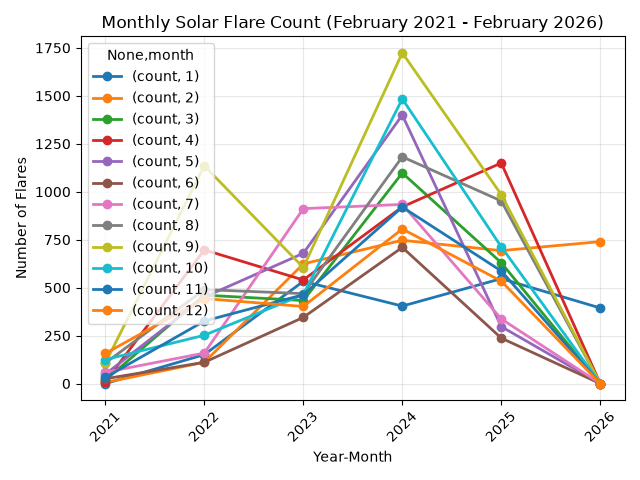 Monthly Solar Flare Count (February 2021 - February 2026)
None,month
(count, 1)
(count, 2)
(count, 3)
(count, 4)
(count, 5)
(count, 6)
(count, 7)
(count, 8)
(count, 9)
(count, 10)
(count, 11)
(count, 12)
Number of Flares
1750
1500
1250
1000
750
500
250
0
2021
2022
2023
2024
2025
2026
Year-Month